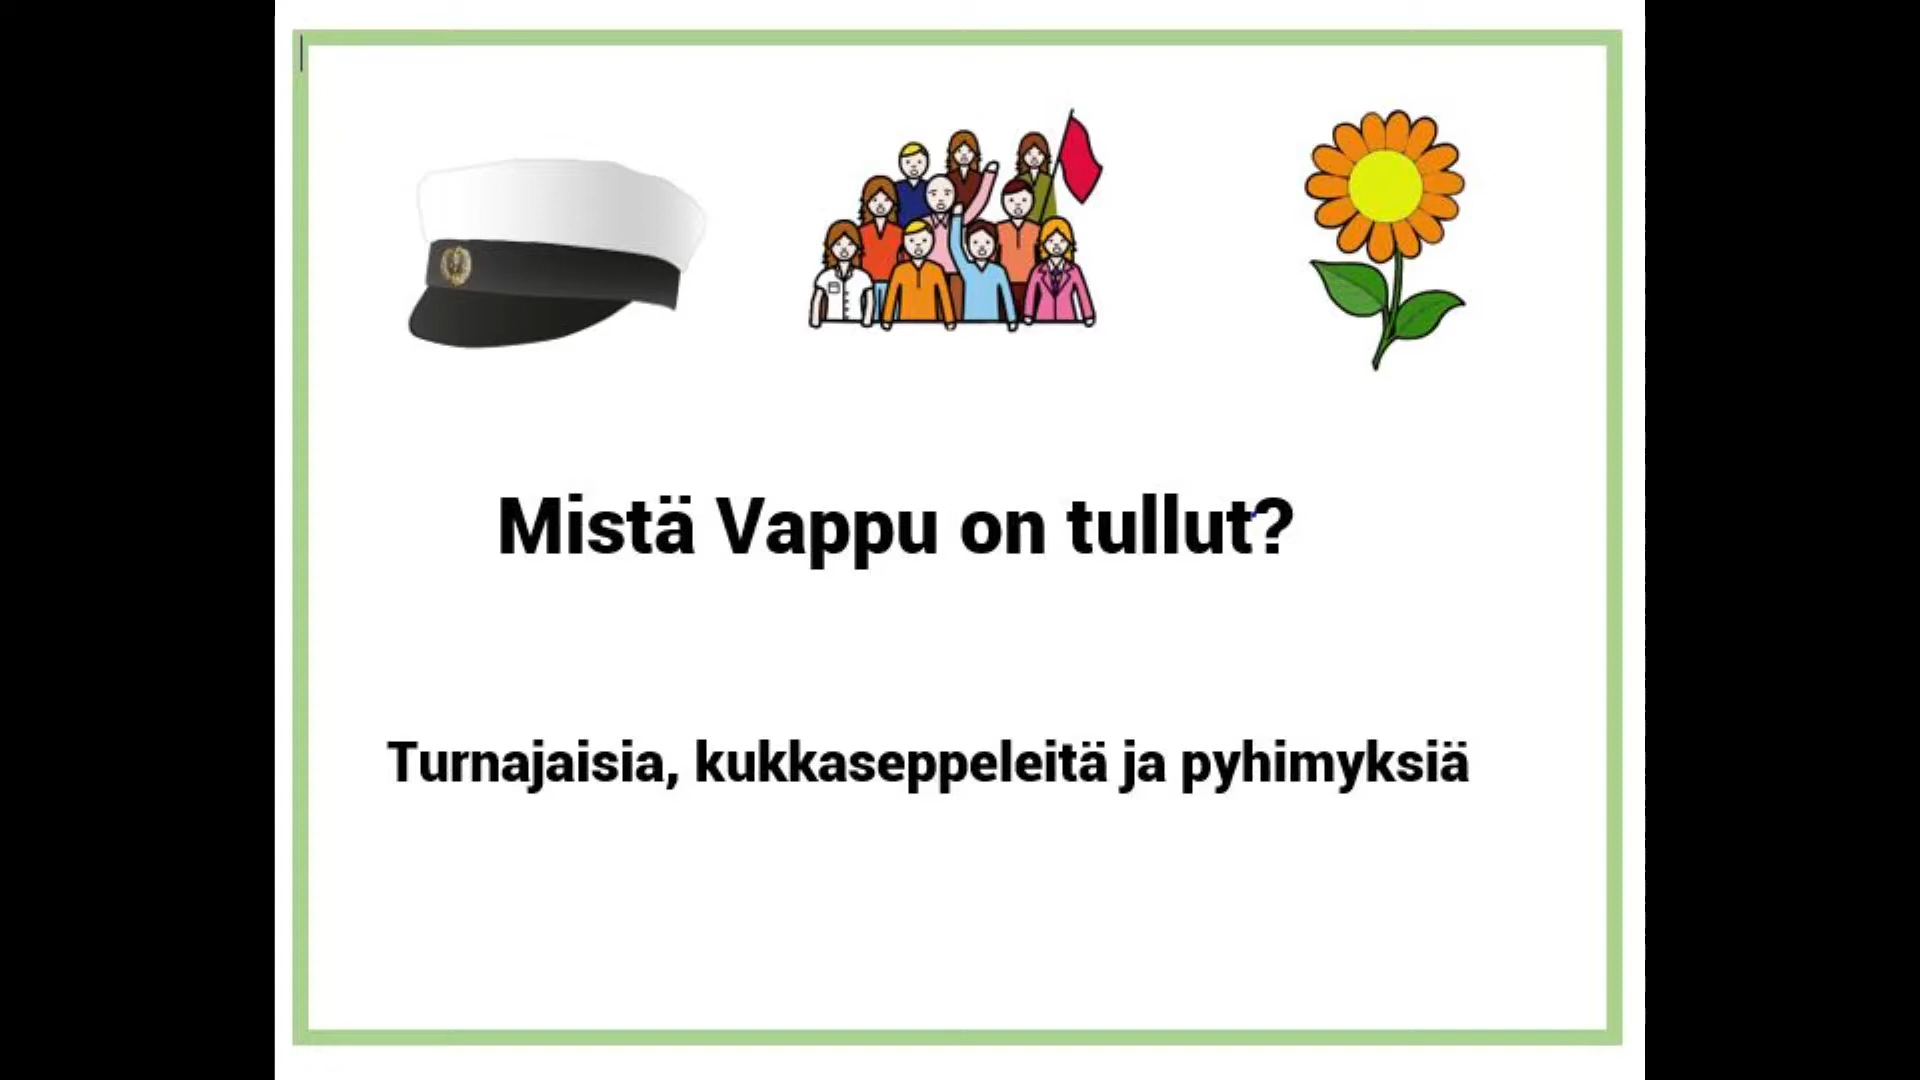 Mistä Vappu on tullut?
Turnajaisia, kukkaseppeleitä ja pyhimyksiä